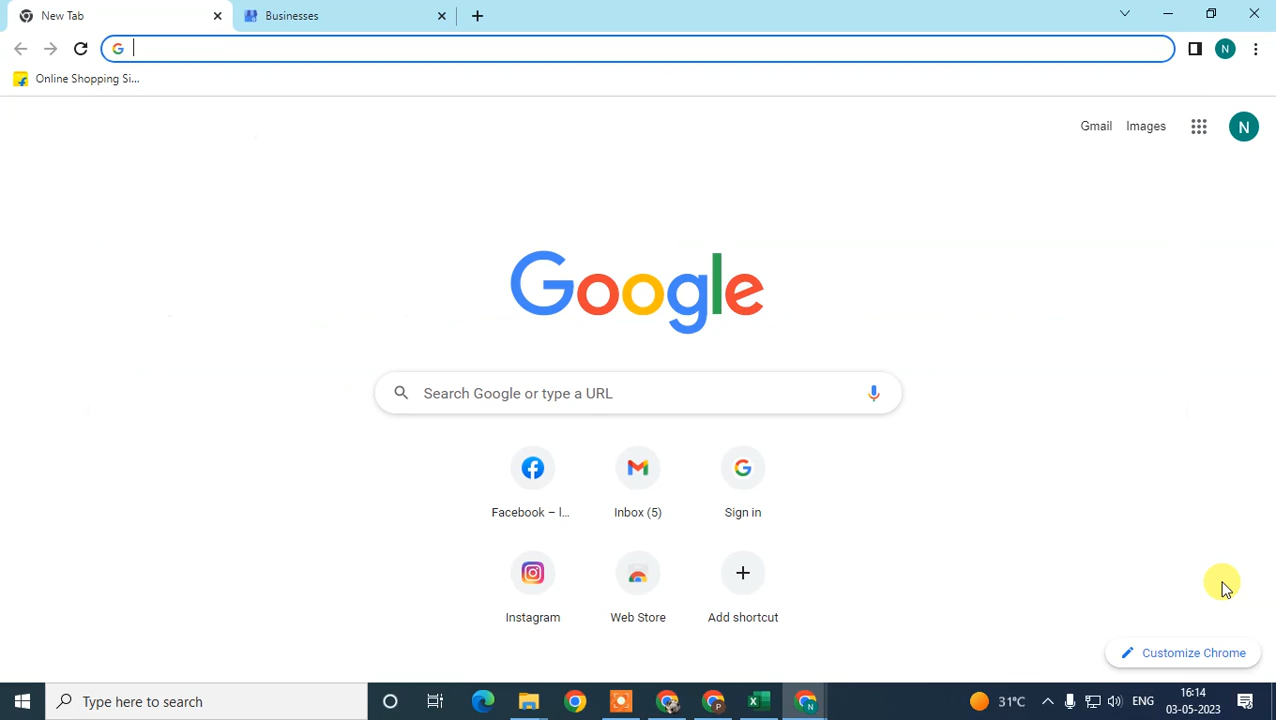 New Tab
Businesses
Online Shopping Si...
N
Gmail Images
N
Google
Search Google or type a URL
Facebook – l...
Inbox (5)
Sign in
Instagram
Web Store
Add shortcut
Customize Chrome
Type here to search
P
N
31°C
ENG
16:14
03-05-2023